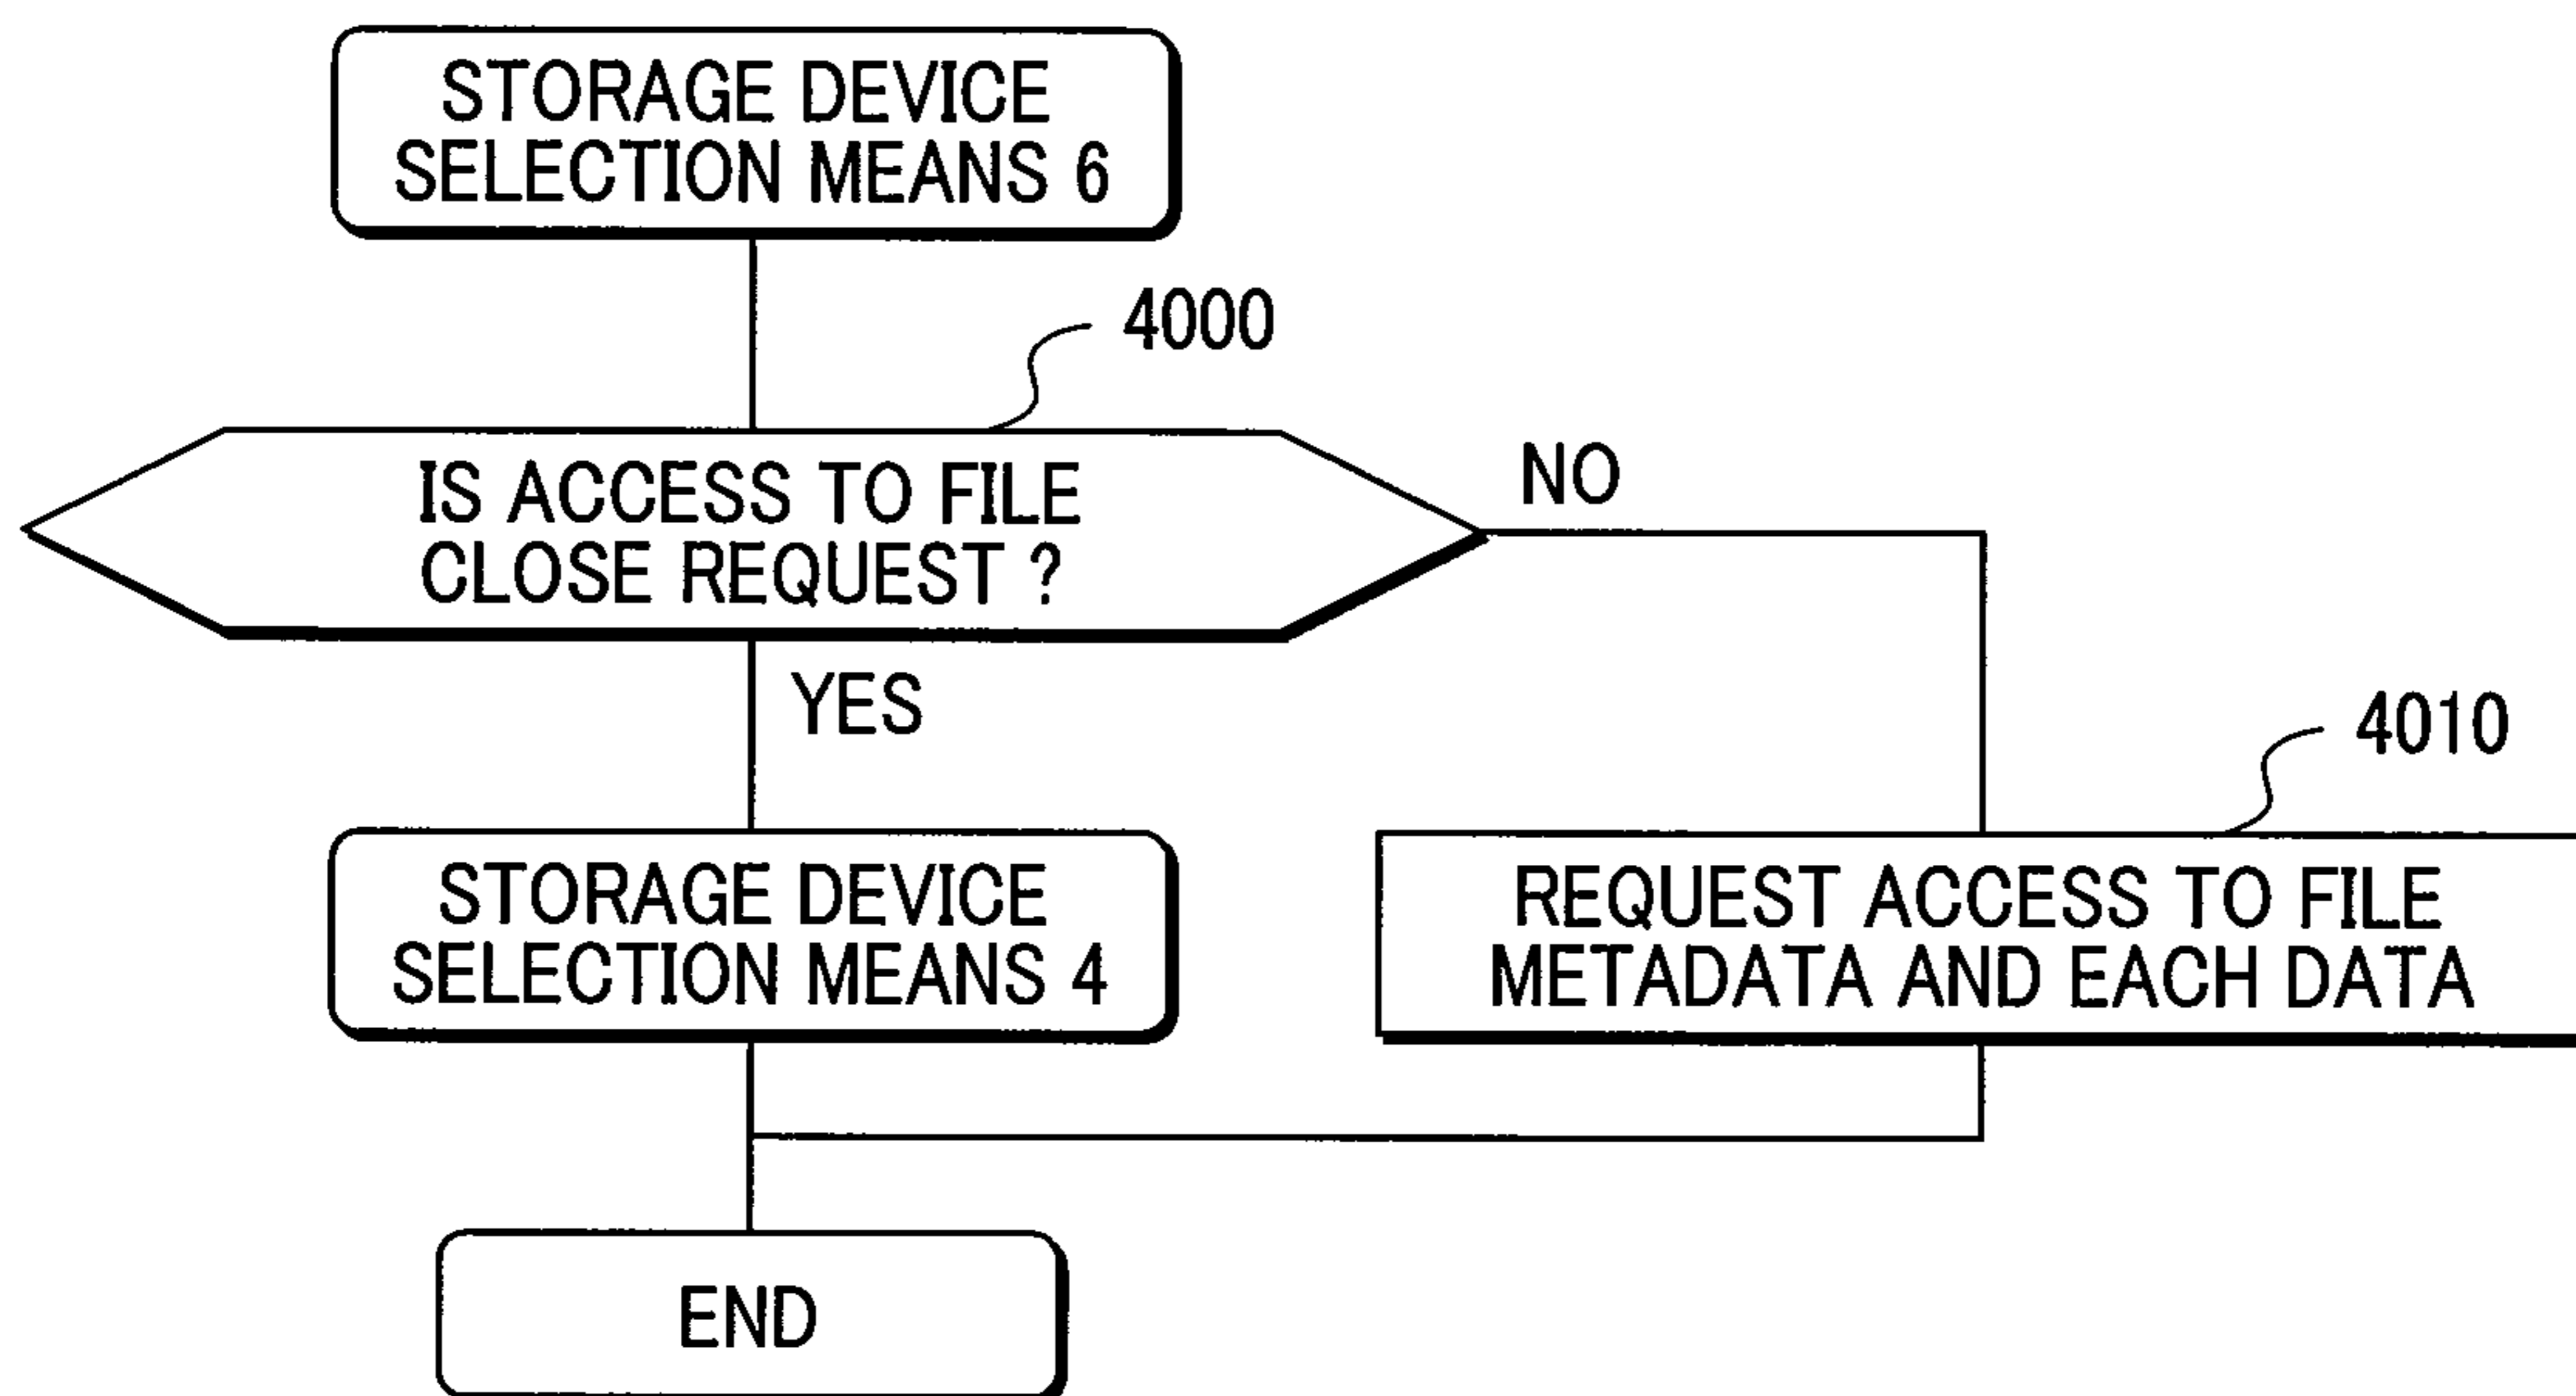 STORAGE DEVICE
SELECTION MEANS 6
4000
IS ACCESS TO FILE
CLOSE REQUEST ?
NO
YES
4010
STORAGE DEVICE
SELECTION MEANS 4
REQUEST ACCESS TO FILE
METADATA AND EACH DATA
END